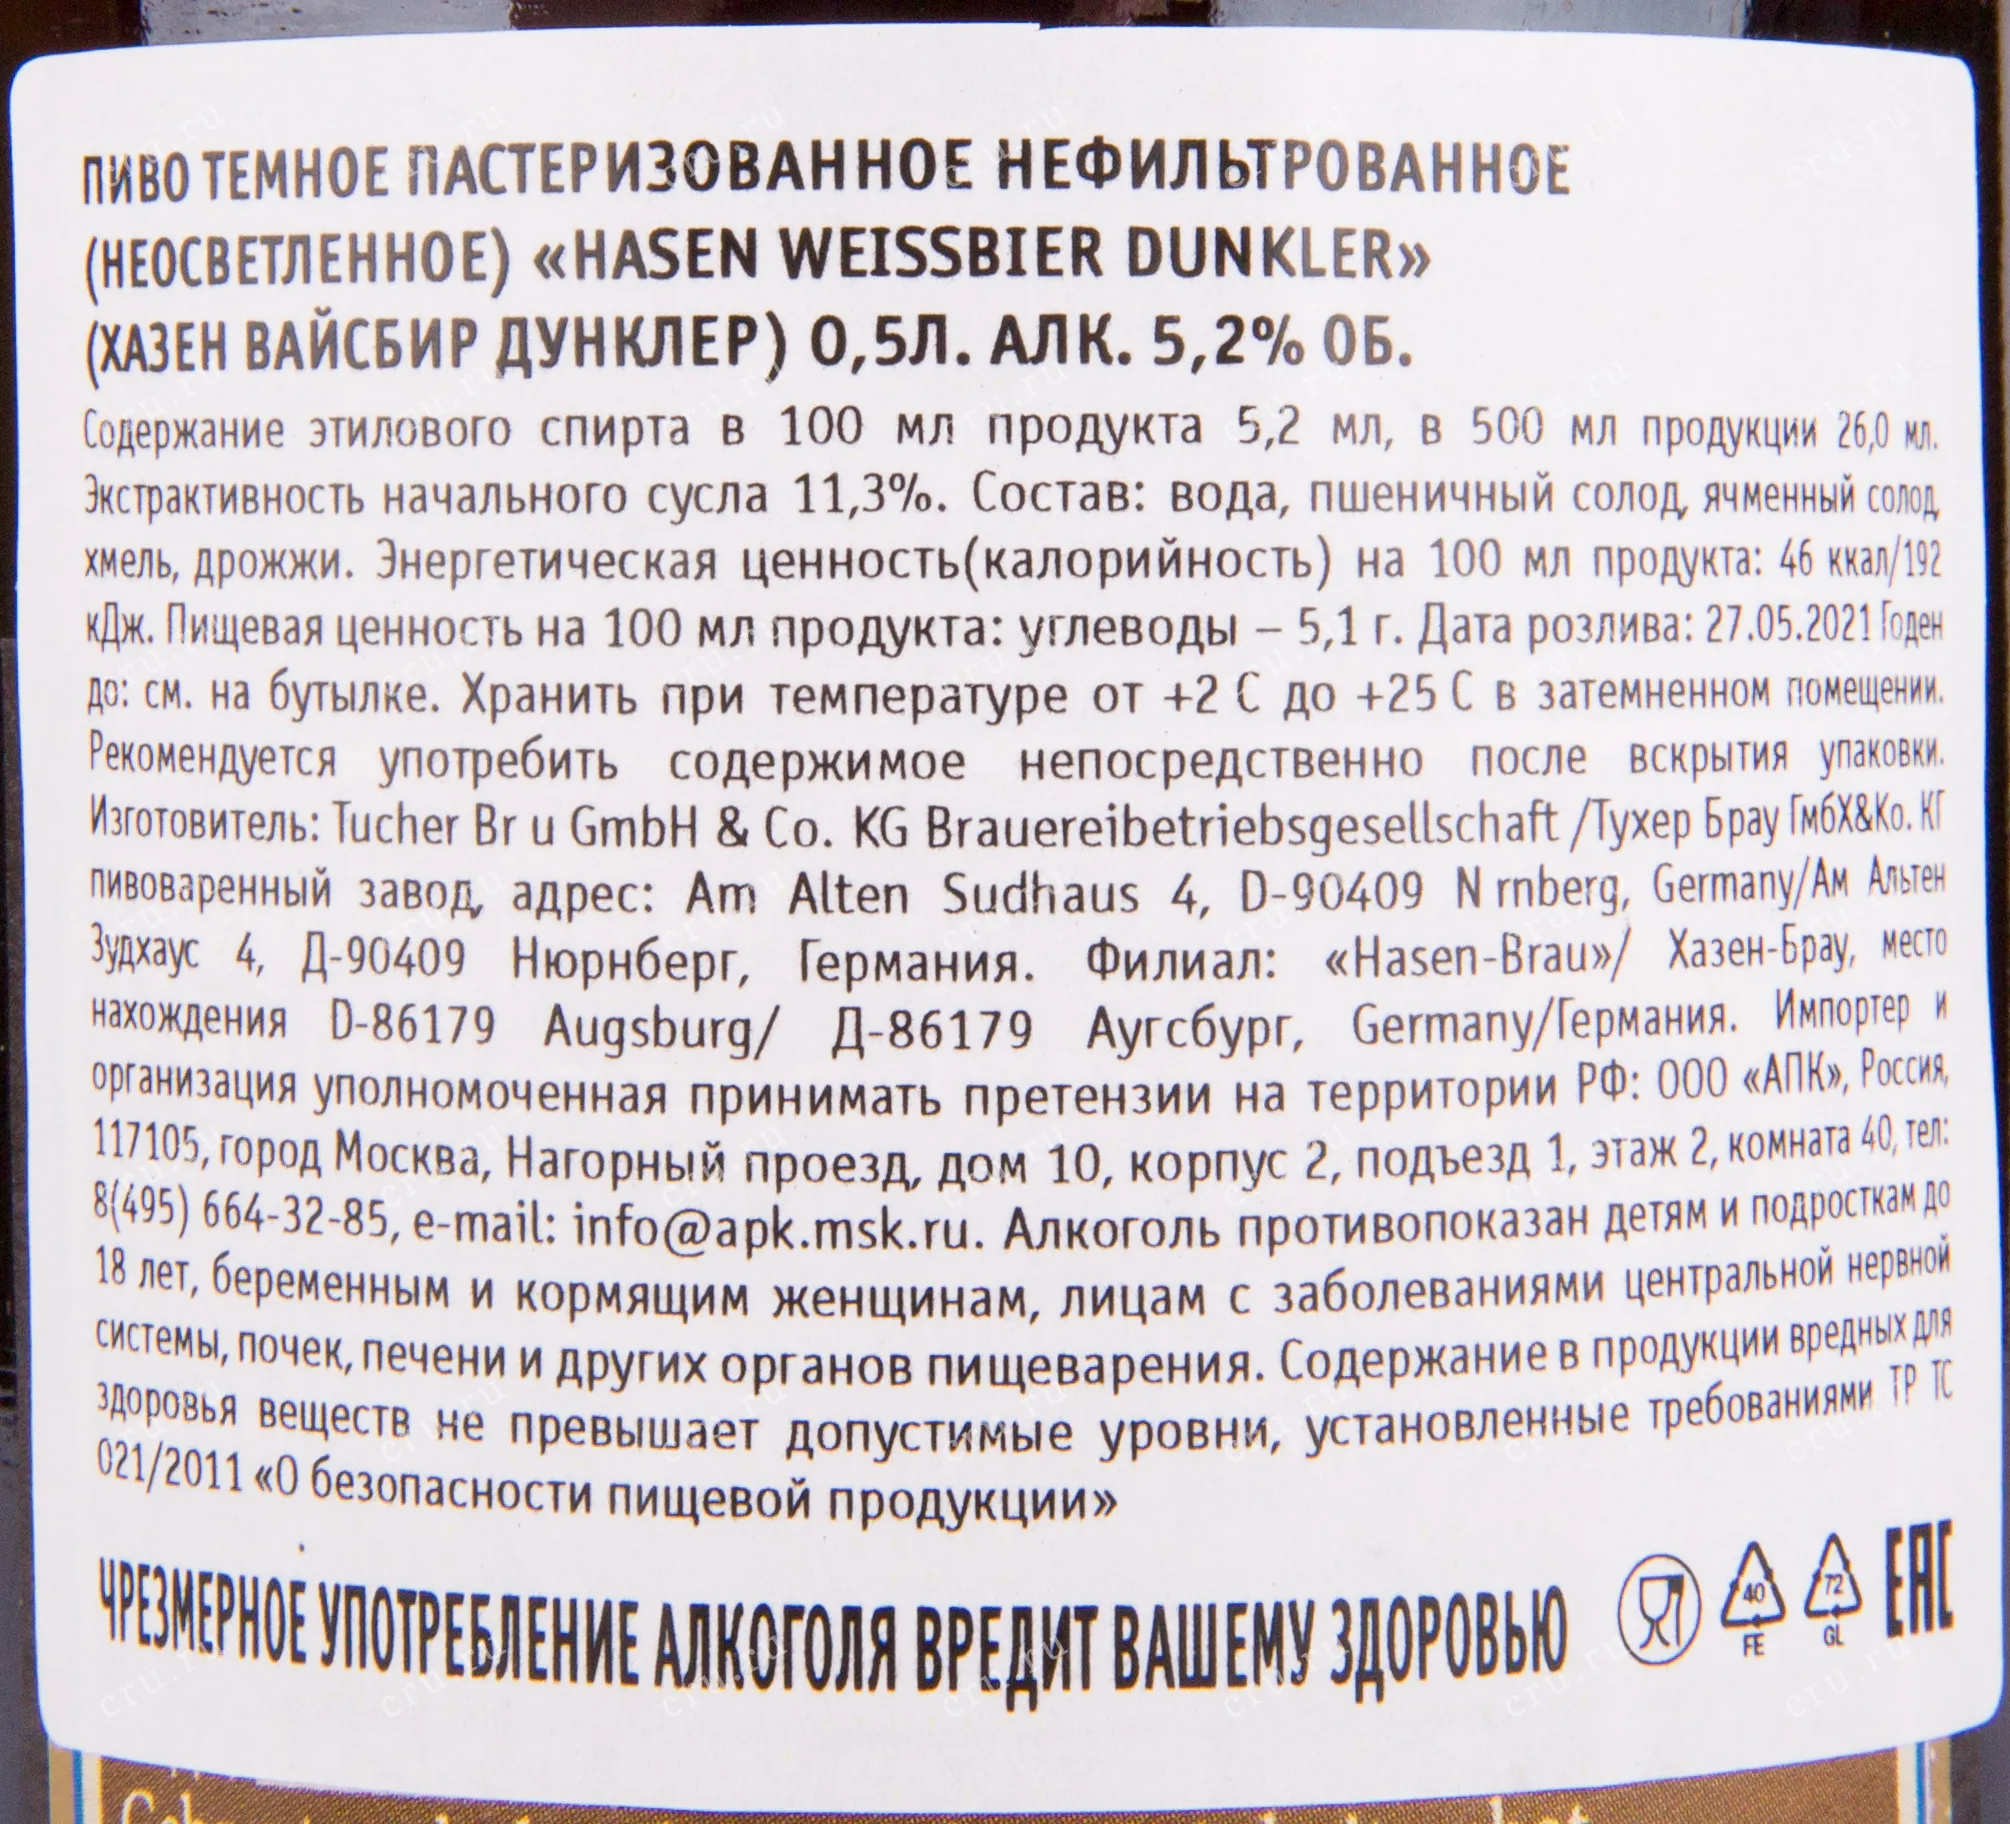 ПИВО ТЕМНОЕ ПАСТЕРИЗОВАННОЕ НЕФИЛЬТРОВАННОЕ
(НЕОСВЕТЛЕННОЕ) «HASEN WEISSBIER DUNKLER»
(ХАЗЕН ВАЙСБИР ДУНКЛЕР) 0,5Л. АЛК. 5,2% ОБ.
Содержание этилового спирта в 100 мл продукта 5,2 мл, в 500 мл продукции 26,0 мл.
Экстрактивность начального сусла 11,3%. Состав: вода, пшеничный солод, ячменный солод,
хмель, дрожжи. Энергетическая ценность(калорийность) на 100 мл продукта: 46 ккал/192
кДж. Пищевая ценность на 100 мл продукта: углеводы – 5,1 г. Дата розлива: 27.05.2021 Годен
до: см. на бутылке. Хранить при температуре от +2 С до +25 С в затемненном помещении.
Рекомендуется употребить содержимое непосредственно после вскрытия упаковки.
Изготовитель: Tucher Br u GmbH & Co. KG Brauereibetriebsgesellschaft /Тухер Брау ГмбХ&Ко. КГ
пивоваренный завод, адрес: Am Alten Sudhaus 4, D-90409 N rnberg, Germany/Ам Альтен
Зудхаус 4, Д-90409 Нюрнберг, Германия. Филиал: «Hasen-Brau»/ Хазен-Брау, место
нахождения D-86179 Augsburg/ Д-86179 Аугсбург, Germany/Германия. Импортер и
организация уполномоченная принимать претензии на территории РФ: ООО «АПК», Россия,
117105, город Москва, Нагорный проезд, дом 10, корпус 2, подъезд 1, этаж 2, комната 40, тел:
8(495) 664-32-85, e-mail: info@apk.msk.ru. Алкоголь противопоказан детям и подросткам до
18 лет, беременным и кормящим женщинам, лицам с заболеваниями центральной нервной
системы, почек, печени и других органов пищеварения. Содержание в продукции вредных для
здоровья веществ не превышает допустимые уровни, установленные требованиями ТР ТС
021/2011 «О безопасности пищевой продукции»
ЧРЕЗМЕРНОЕ УПОТРЕБЛЕНИЕ АЛКОГОЛЯ ВРЕДИТ ВАШЕМУ ЗДОРОВЬЮ
40 FE
72 GL
EAC
cru.ru